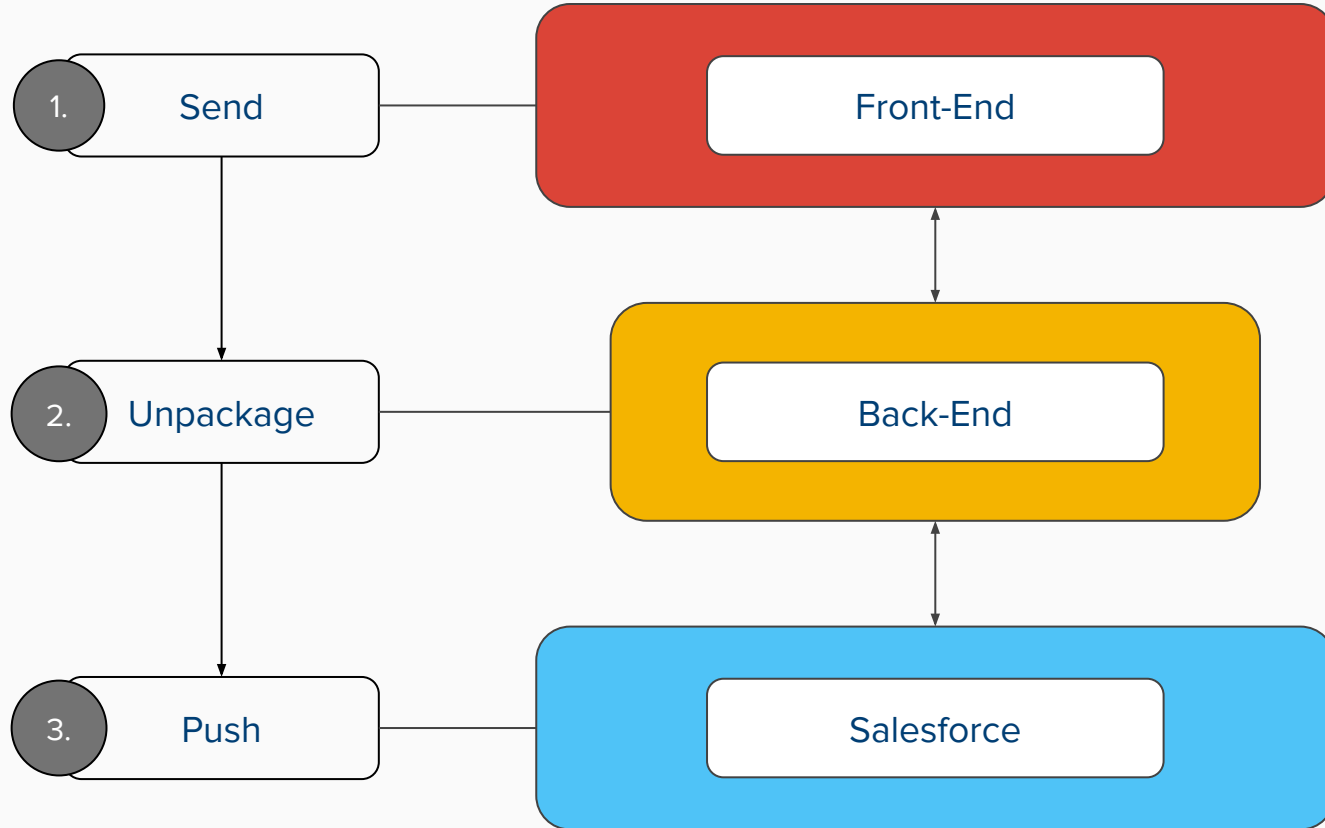 1.
Send
Front-End
2.
Unpackage
Back-End
3.
Push
Salesforce